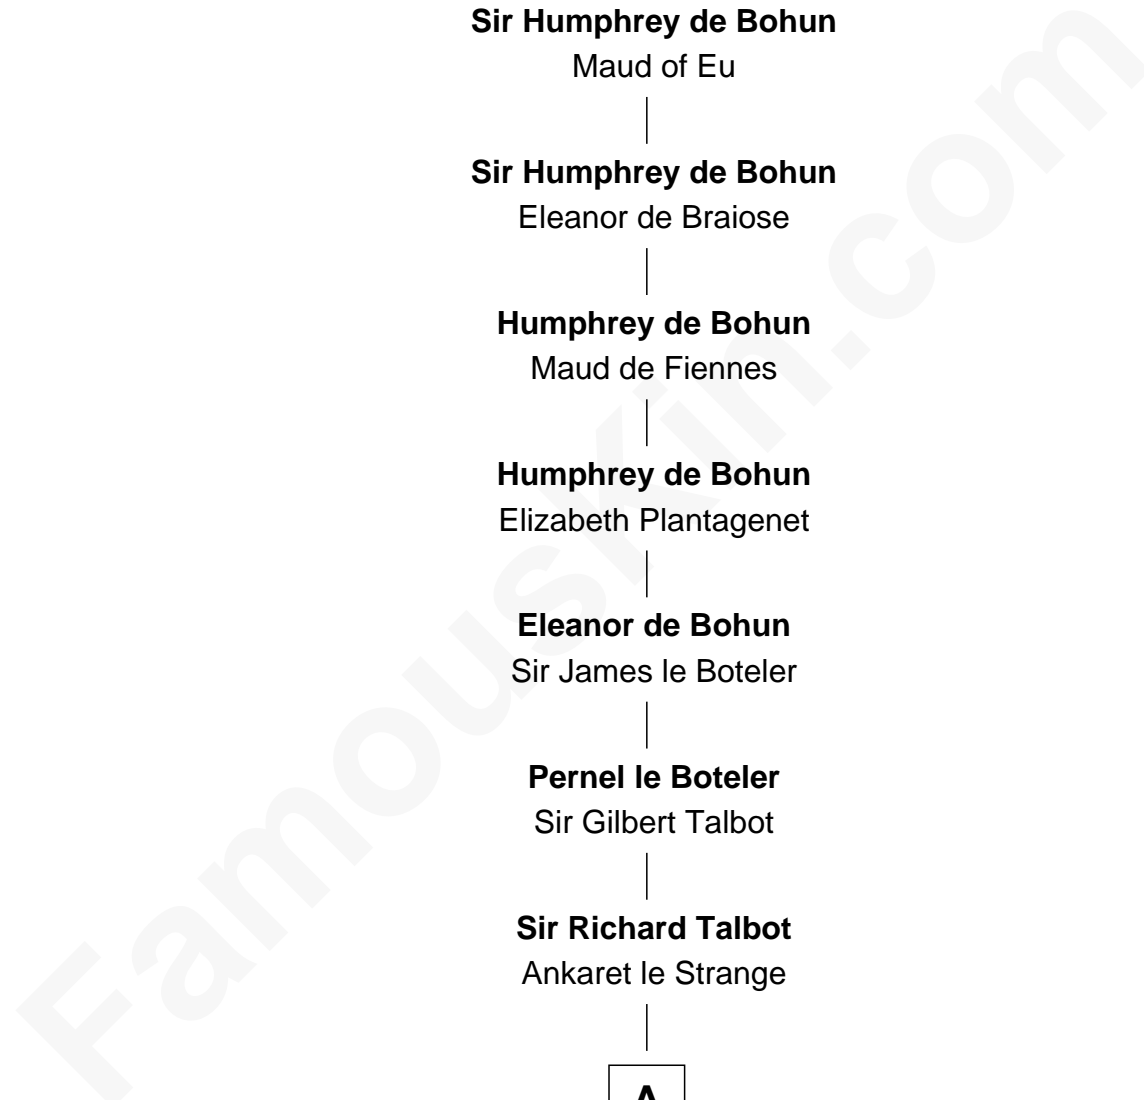 Sir Humphrey de Bohun
Maud of Eu
Sir Humphrey de Bohun
Eleanor de Braiose
Humphrey de Bohun
Maud de Fiennes
Humphrey de Bohun
Elizabeth Plantagenet
Eleanor de Bohun
Sir James le Boteler
Pernel le Boteler
Sir Gilbert Talbot
Sir Richard Talbot
Ankaret le Strange
A
FamousKin.com